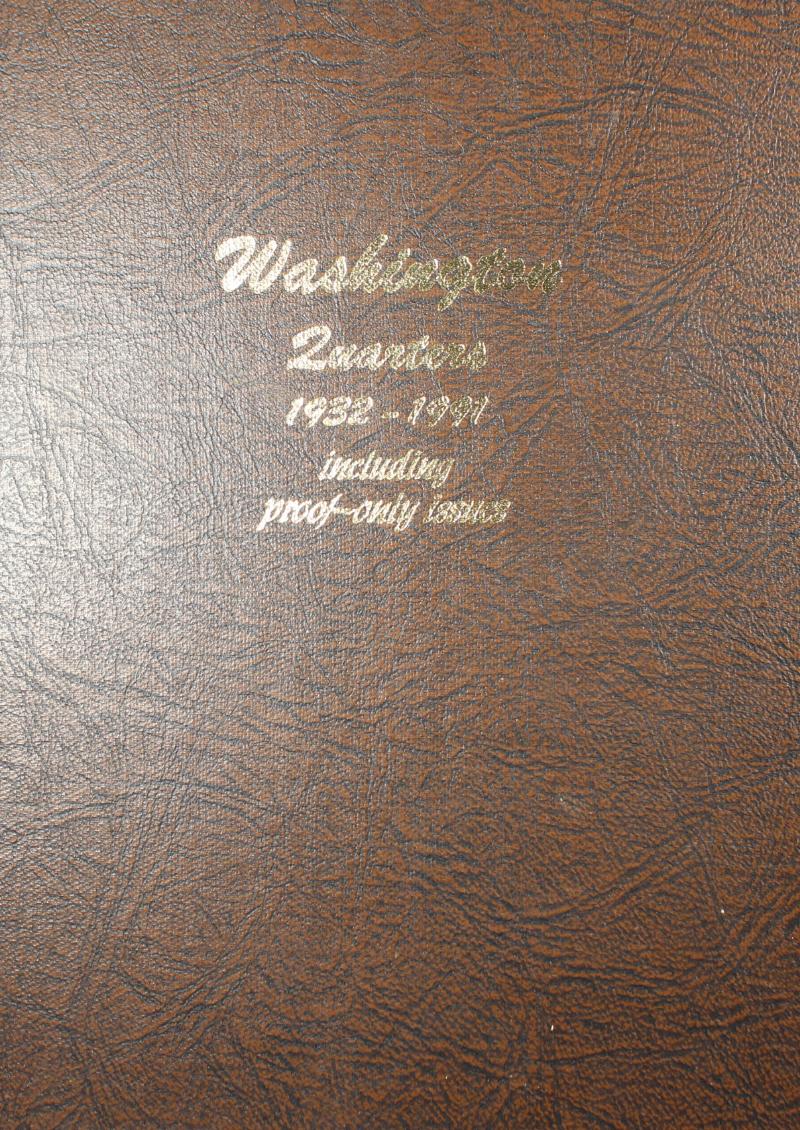 Washington
Quarters
1932 - 1991
including
proof-only issues